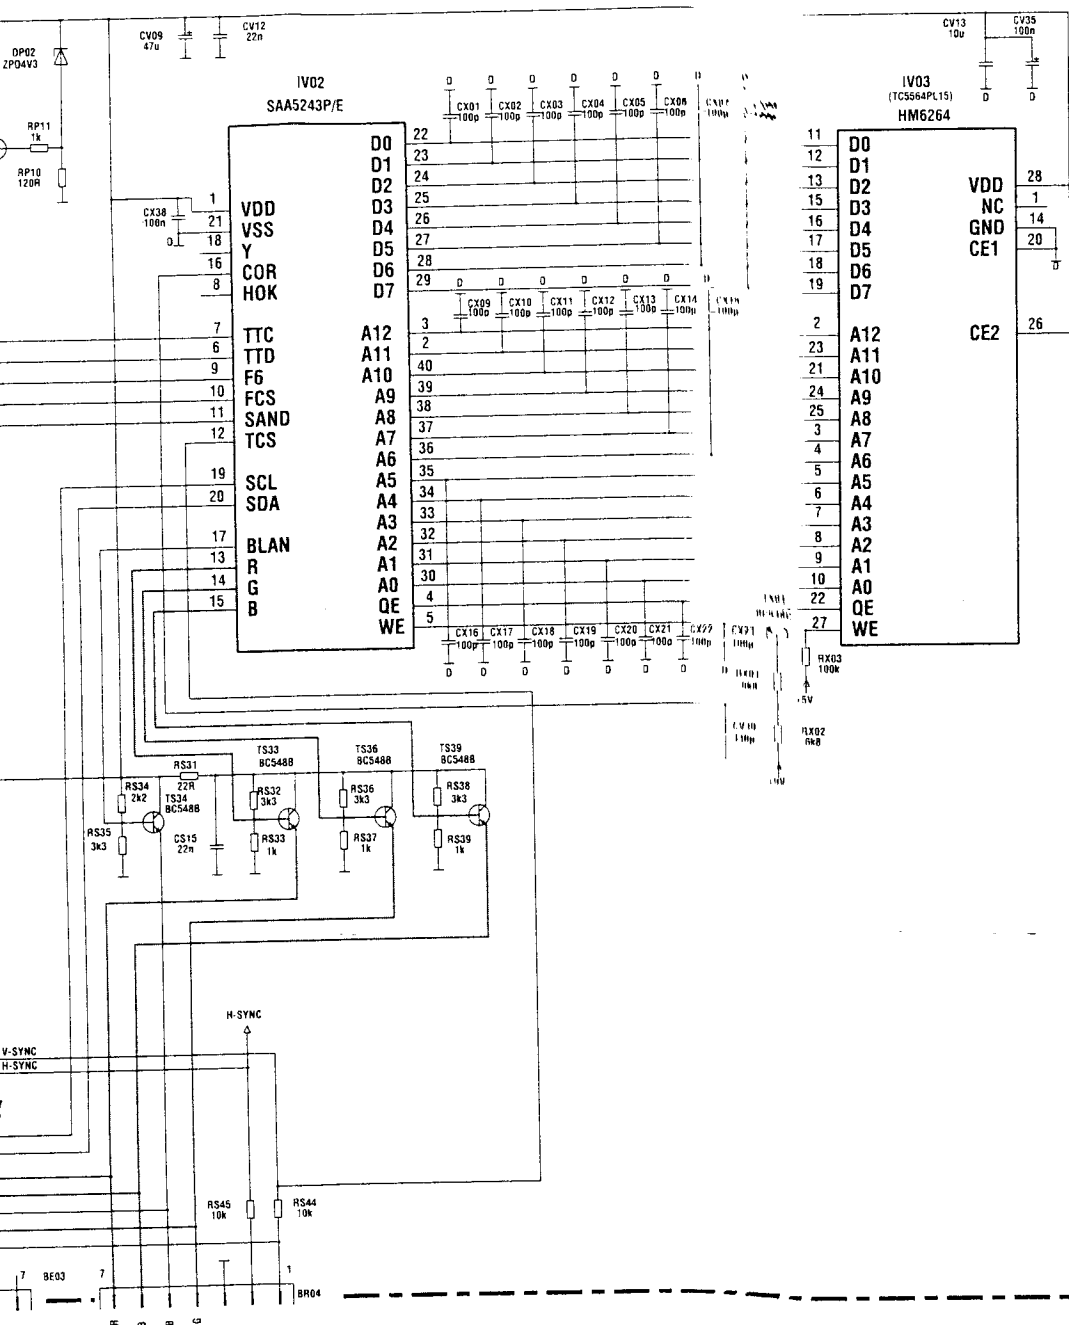 CV09
47u
CV12
22n
CV13
10u
CV35
100n
DP02
ZPD4V3
RP11
1k
RP10
120R
IV02
SAA5243P/E
IV03
(TC5564PL15)
HM6264
D D D D D D D
CX01
100p
CX02
100p
CX03
100p
CX04
100p
CX05
100p
CX06
100p
D D
CX38
100n
D
1 VDD
21 VSS
18 Y
16 COR
8 HOK
7 TTC
6 TTD
9 F6
10 FCS
11 SAND
12 TCS
19 SCL
20 SDA
17 BLAN
13 R
14 G
15 B
D0 22
D1 23
D2 24
D3 25
D4 26
D5 27
D6 28
D7 29
A12 3
A11 2
A10 40
A9 39
A8 38
A7 37
A6 36
A5 35
A4 34
A3 33
A2 32
A1 31
A0 30
QE 4
WE 5
D D D D D D D
CX09
100p
CX10
100p
CX11
100p
CX12
100p
CX13
100p
CX14
100p
CX16
100p
CX17
100p
CX18
100p
CX19
100p
CX20
100p
CX21
100p
CX22
100p
D D D D D D D
11 D0
12 D1
13 D2
15 D3
16 D4
17 D5
18 D6
19 D7
2 A12
23 A11
21 A10
24 A9
25 A8
3 A7
4 A6
5 A5
6 A4
7 A3
8 A2
9 A1
10 A0
22 QE
27 WE
VDD 28
NC 1
GND 14
CE1 20
D
CE2 26
RX03
100k
+5V
RX02
6k8
RS31
22R
RS34
2k2
TS34
BC548B
RS35
3k3
CS15
22n
TS33
BC548B
RS32
3k3
RS33
1k
TS36
BC548B
RS36
3k3
RS37
1k
TS39
BC548B
RS38
3k3
RS39
1k
H-SYNC
V-SYNC
H-SYNC
RS45
10k
RS44
10k
7 BE03 7
1
BR04